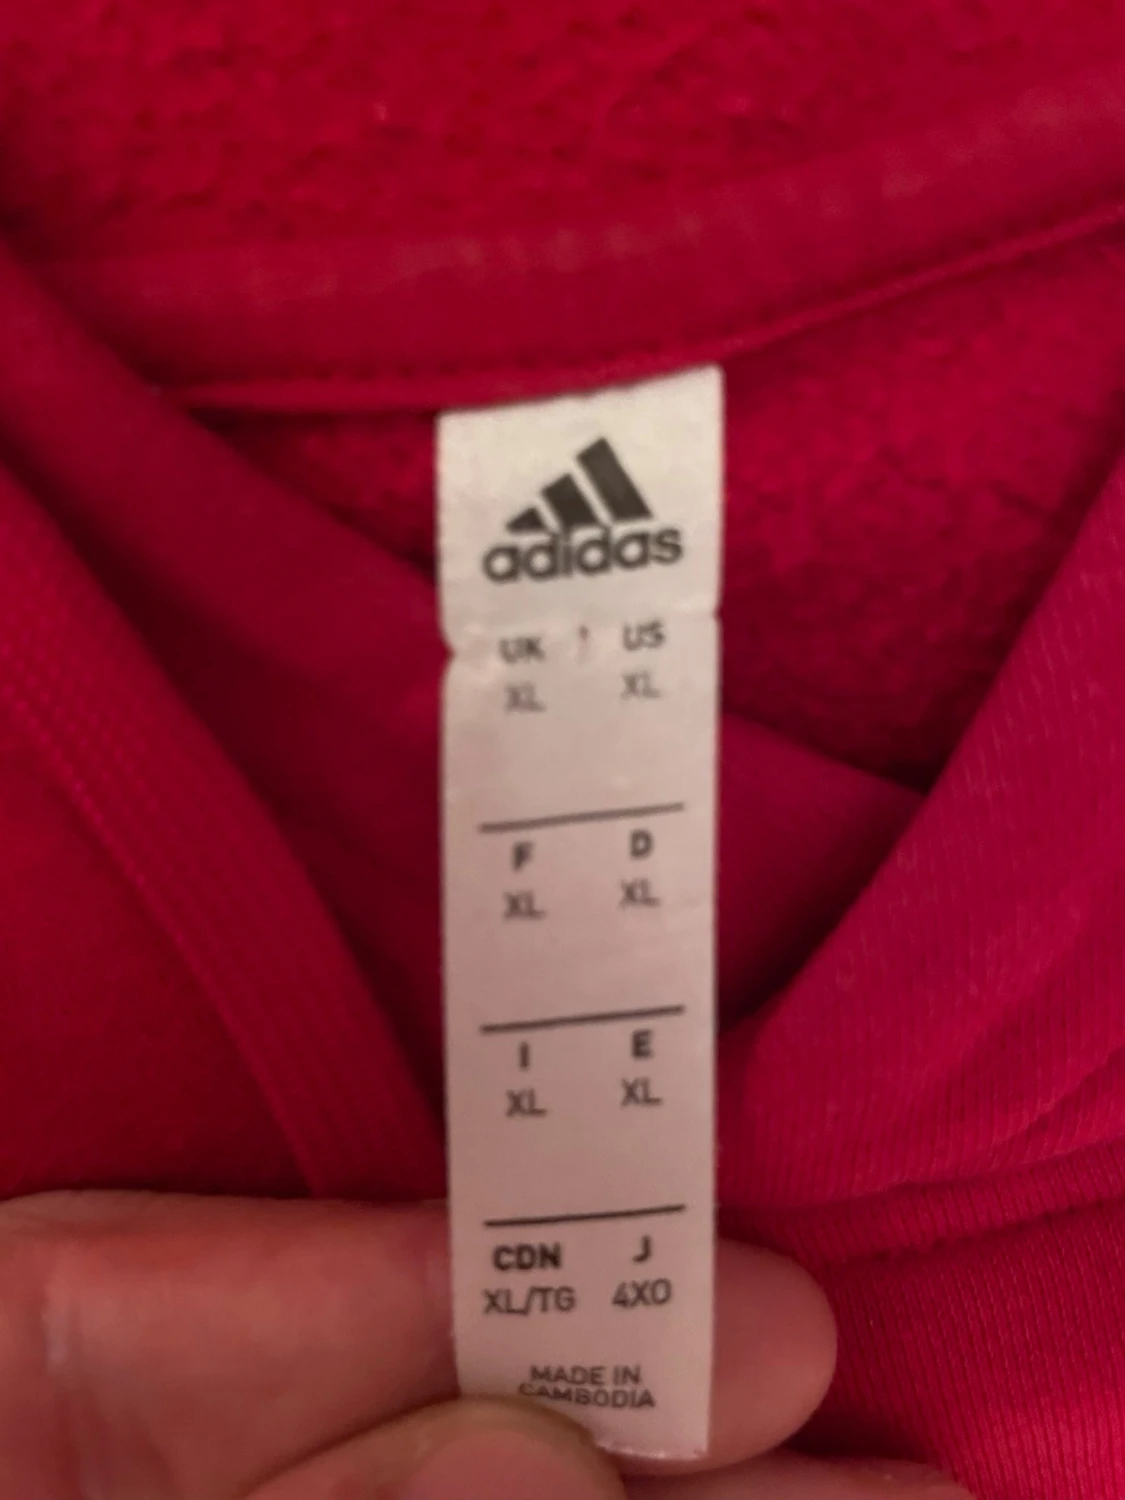 adidas
UK US
XL XL
F D
XL XL
I E
XL XL
CDN J
XL/TG 4XO
MADE IN
CAMBODIA